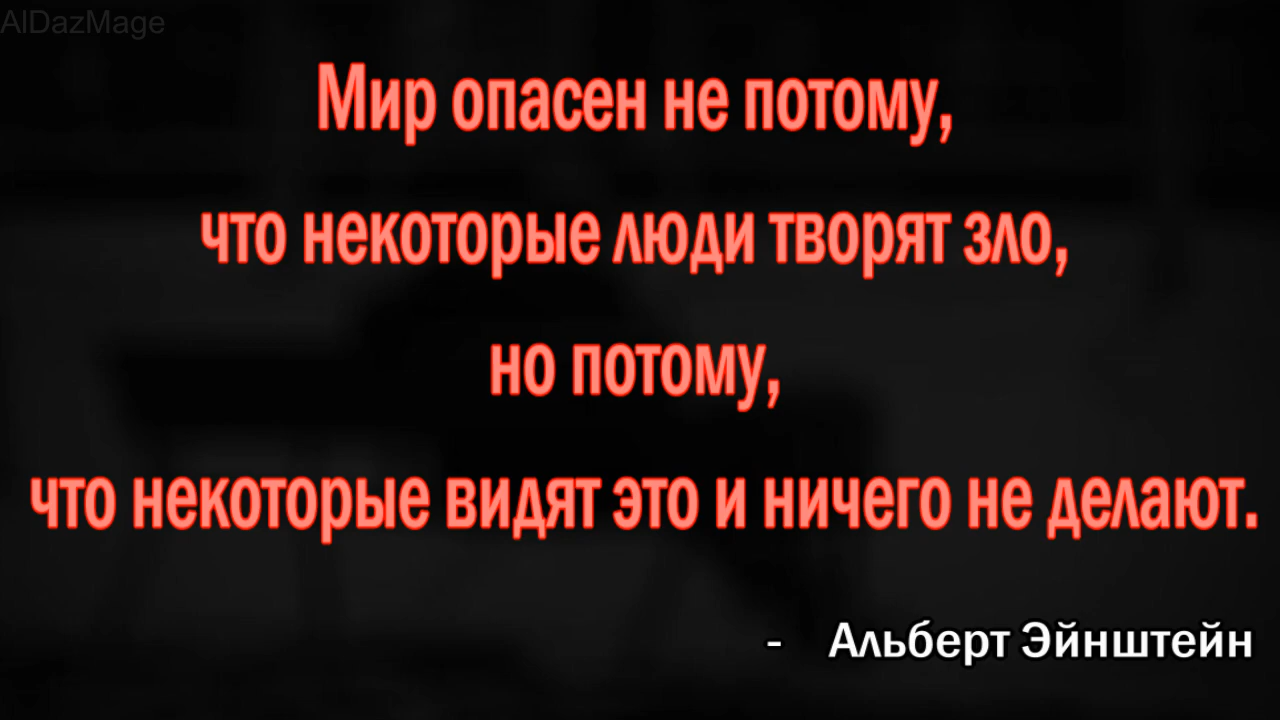 AlDazMage
Мир опасен не потому,
что некоторые люди творят зло,
но потому,
что некоторые видят это и ничего не делают.
- Альберт Эйнштейн